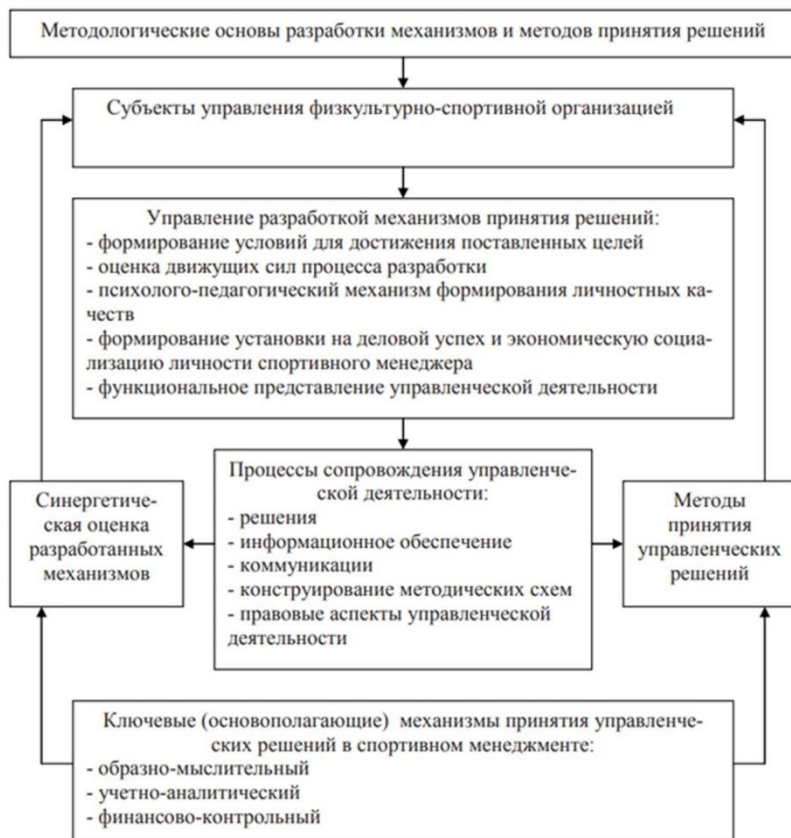 Методологические основы разработки механизмов и методов принятия решений
Субъекты управления физкультурно-спортивной организацией
Управление разработкой механизмов принятия решений:
- формирование условий для достижения поставленных целей
- оценка движущих сил процесса разработки
- психолого-педагогический механизм формирования личностных ка-
честв
- формирование установки на деловой успех и экономическую социа-
лизацию личности спортивного менеджера
- функциональное представление управленческой деятельности
Синергетиче-
ская оценка
разработанных
механизмов
Процессы сопровождения управленче-
ской деятельности:
- решения
- информационное обеспечение
- коммуникации
- конструирование методических схем
- правовые аспекты управленческой
деятельности
Методы
принятия
управленческих
решений
Ключевые (основополагающие) механизмы принятия управленче-
ских решений в спортивном менеджменте:
- образно-мыслительный
- учетно-аналитический
- финансово-контрольный